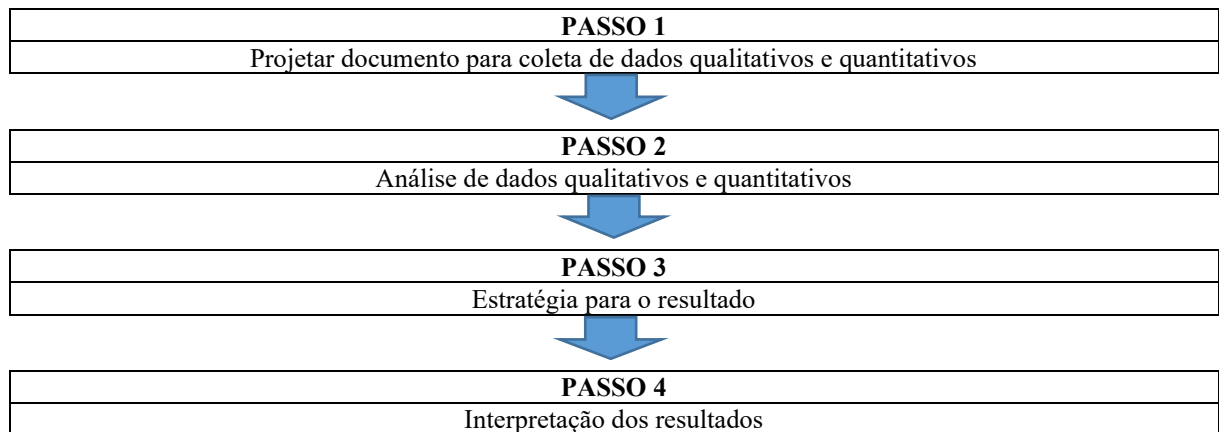 PASSO 1
Projetar documento para coleta de dados qualitativos e quantitativos
PASSO 2
Análise de dados qualitativos e quantitativos
PASSO 3
Estratégia para o resultado
PASSO 4
Interpretação dos resultados